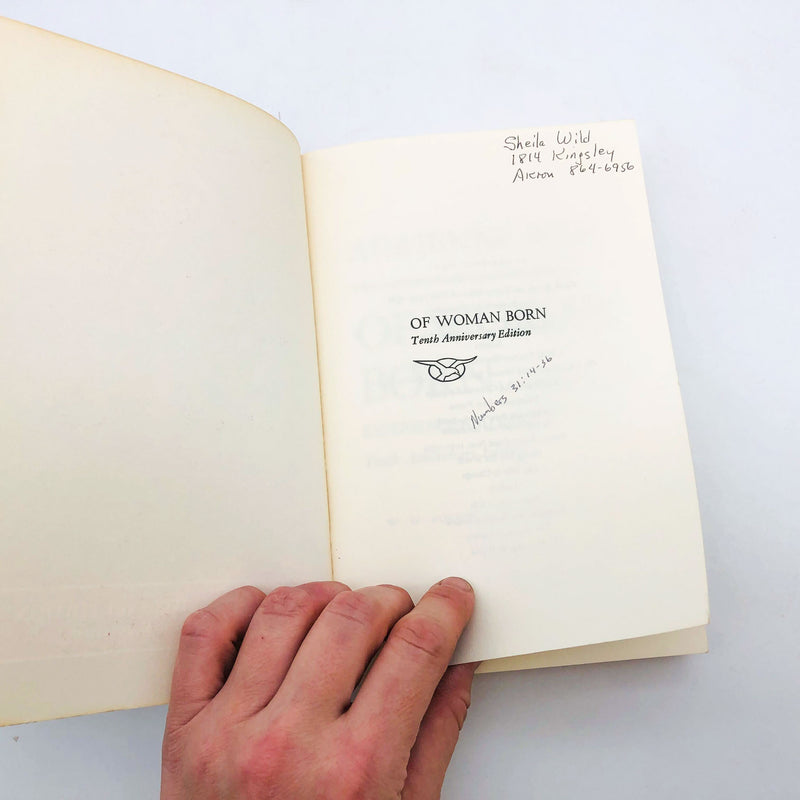 Sheila Wild
1814 Kingsley
Akron 864-6956
OF WOMAN BORN
Tenth Anniversary Edition
Numbers 31:14-36